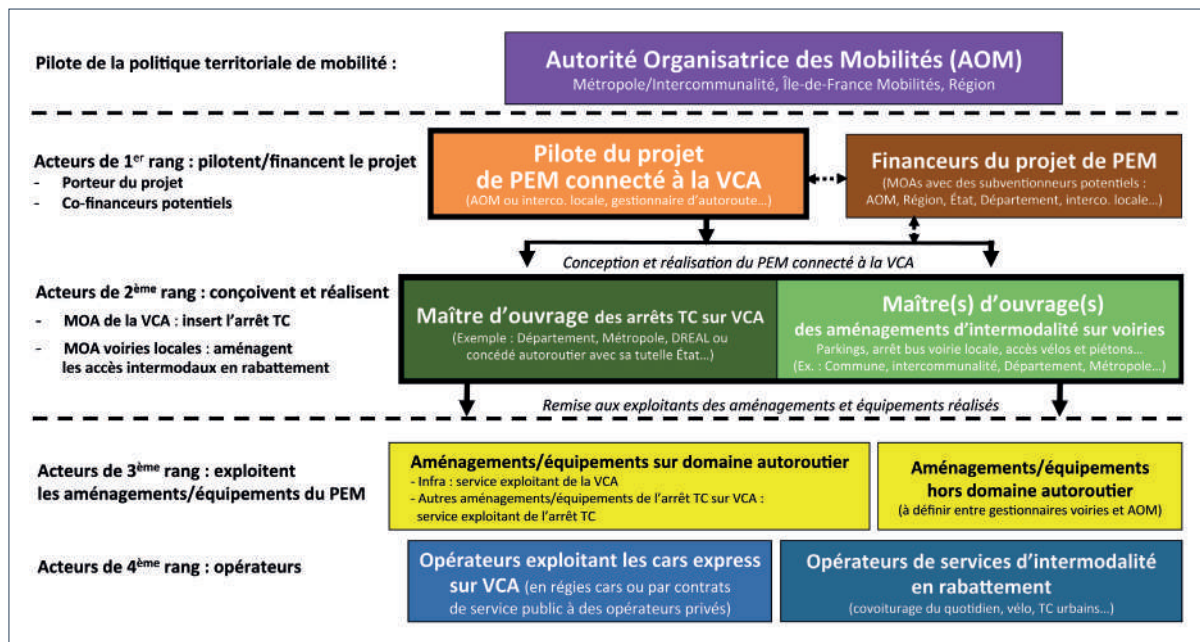 Pilote de la politique territoriale de mobilité :
Autorité Organisatrice des Mobilités (AOM)
Métropole/Intercommunalité, Île-de-France Mobilités, Région
Acteurs de 1er rang : pilotent/financent le projet
- Porteur du projet
- Co-financeurs potentiels
Pilote du projet
de PEM connecté à la VCA
(AOM ou interco. locale, gestionnaire d'autoroute…)
Financeurs du projet de PEM
(MOAs avec des subventionneurs potentiels :
AOM, Région, État, Département, interco. locale…)
Conception et réalisation du PEM connecté à la VCA
Acteurs de 2ème rang : conçoivent et réalisent
- MOA de la VCA : insert l'arrêt TC
- MOA voiries locales : aménagent
les accès intermodaux en rabattement
Maître d'ouvrage des arrêts TC sur VCA
(Exemple : Département, Métropole, DREAL ou
concédé autoroutier avec sa tutelle État…)
Maître(s) d'ouvrage(s)
des aménagements d'intermodalité sur voiries
Parkings, arrêt bus voirie locale, accès vélos et piétons…
(Ex. : Commune, intercommunalité, Département, Métropole…)
Remise aux exploitants des aménagements et équipements réalisés
Acteurs de 3ème rang : exploitent
les aménagements/équipements du PEM
Aménagements/équipements sur domaine autoroutier
- Infra : service exploitant de la VCA
- Autres aménagements/équipements de l'arrêt TC sur VCA :
service exploitant de l'arrêt TC
Aménagements/équipements
hors domaine autoroutier
(à définir entre gestionnaires voiries et AOM)
Acteurs de 4ème rang : opérateurs
Opérateurs exploitant les cars express
sur VCA (en régies cars ou par contrats
de service public à des opérateurs privés)
Opérateurs de services d'intermodalité
en rabattement
(covoiturage du quotidien, vélo, TC urbains…)